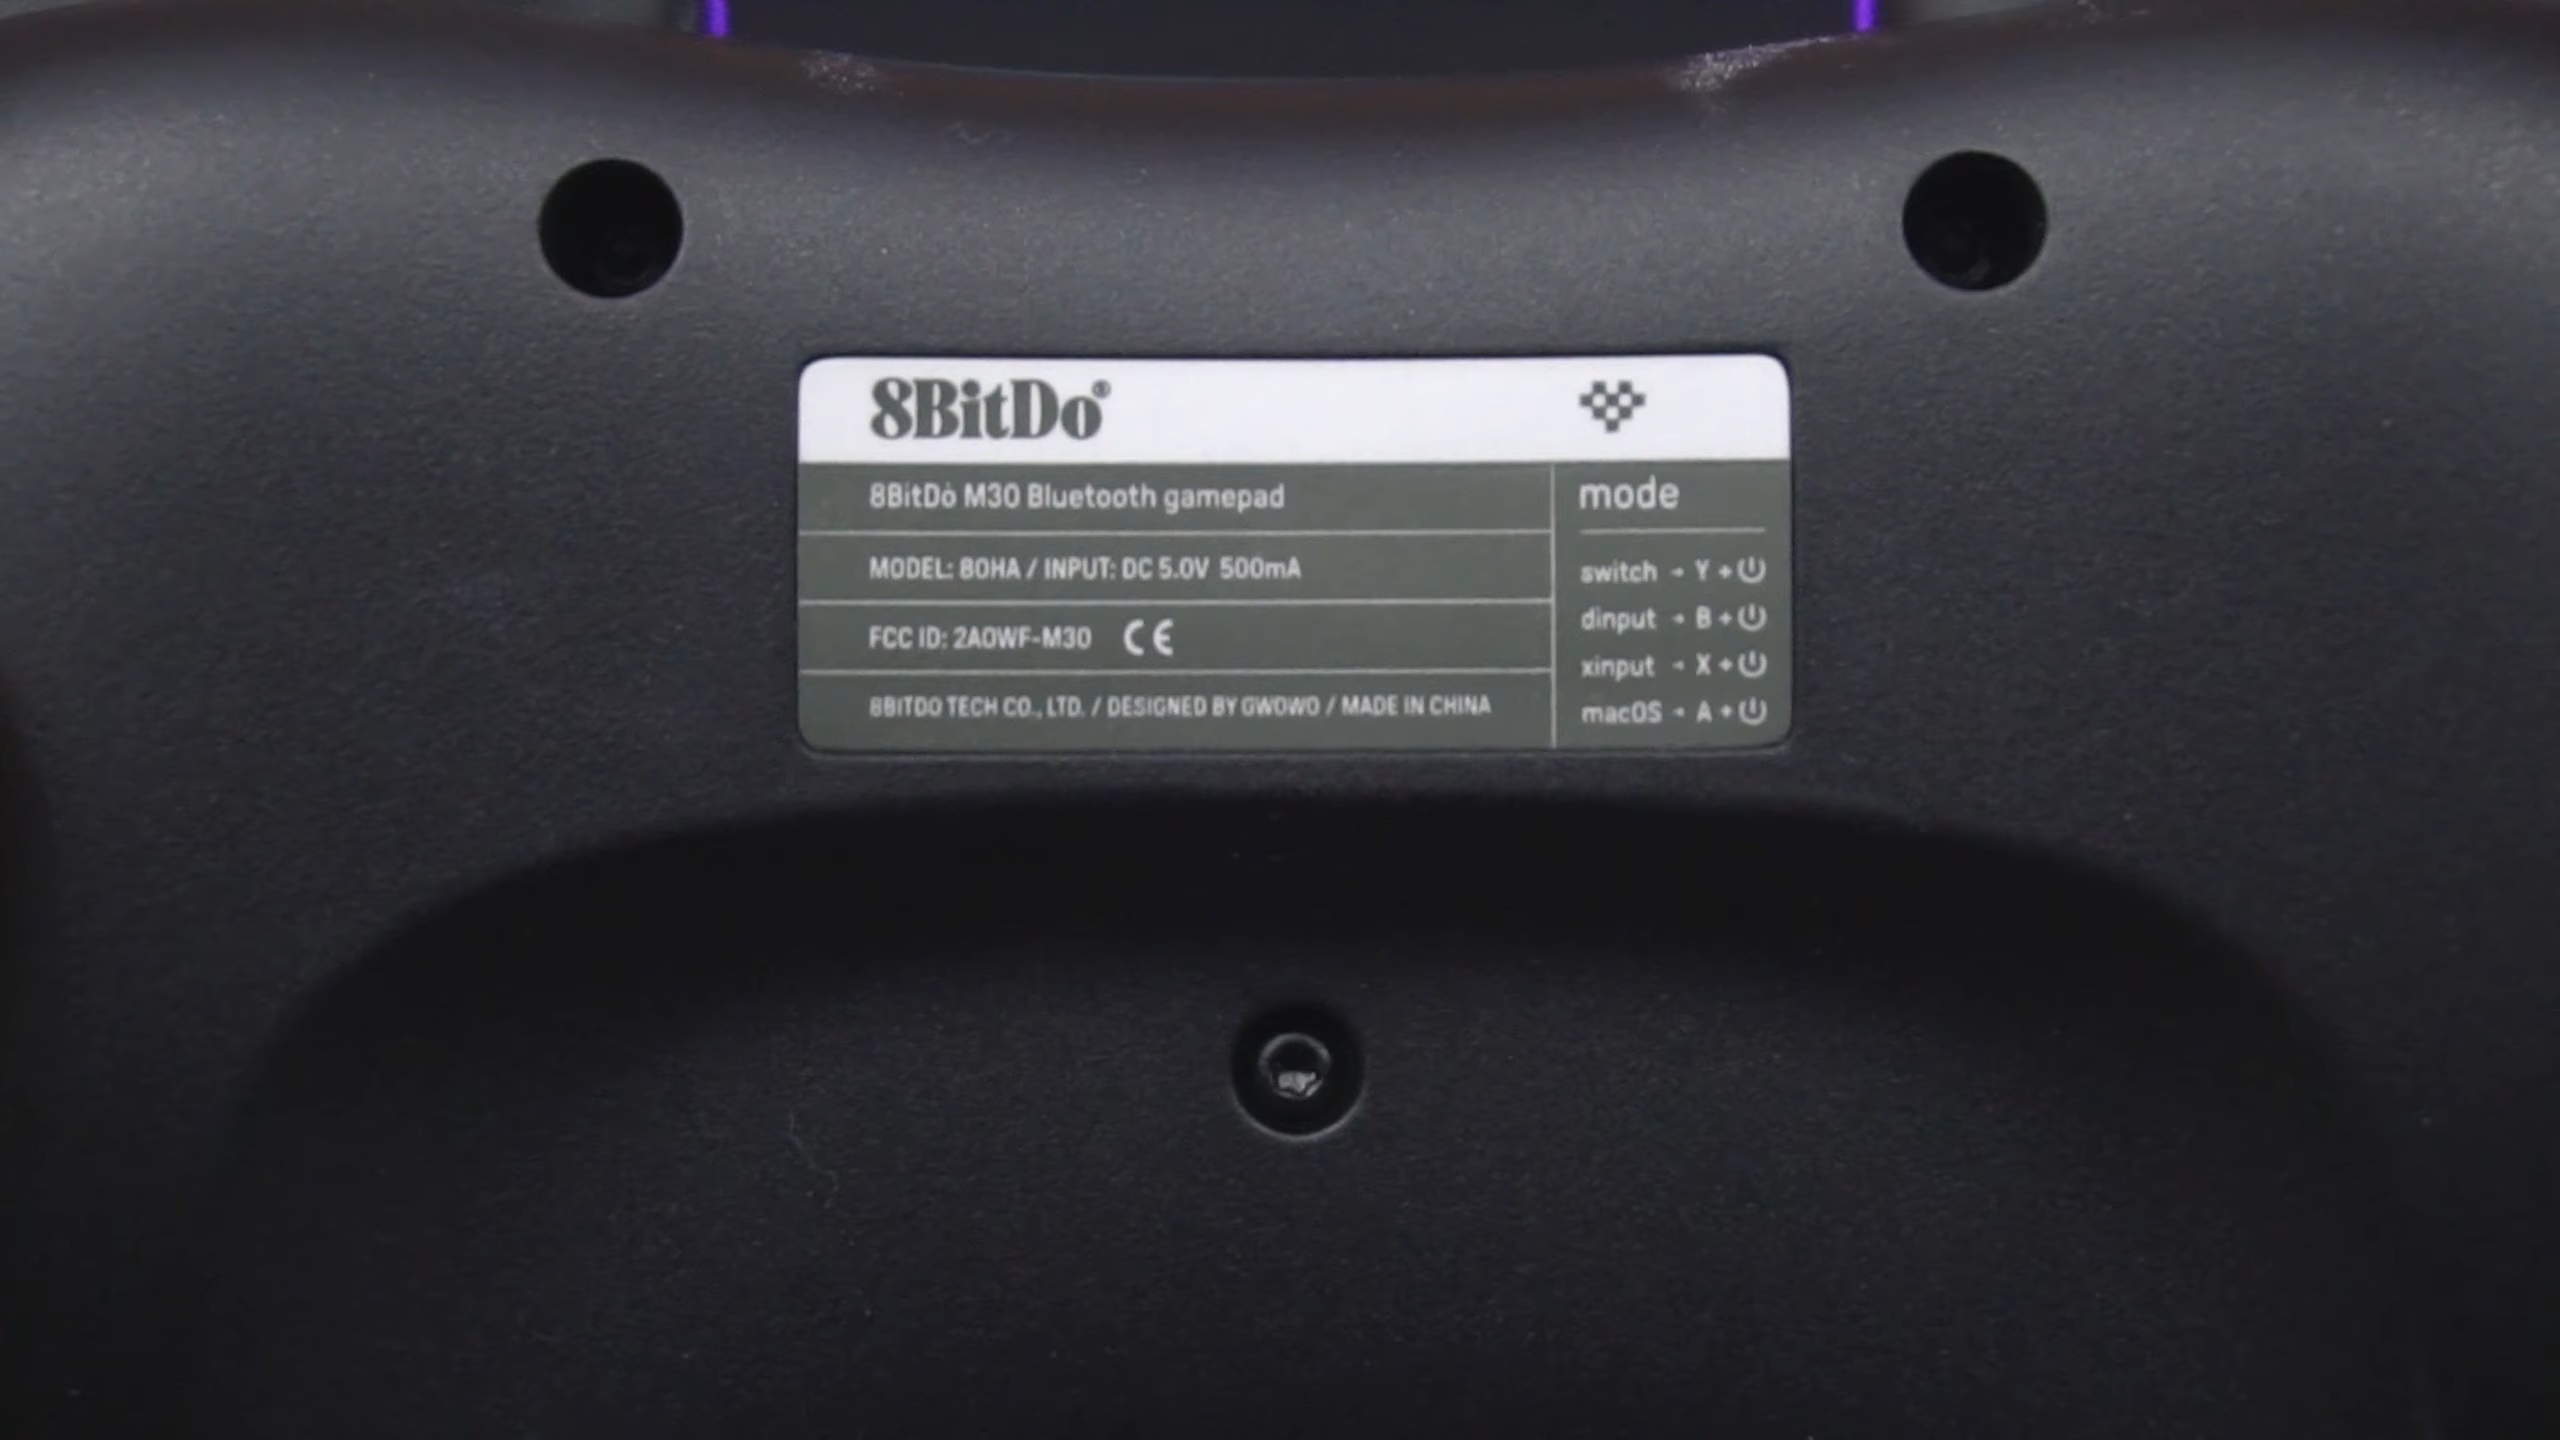 8BitDo®
8BitDo M30 Bluetooth gamepad
MODEL: 80HA / INPUT: DC 5.0V 500mA
FCC ID: 2AOWF-M30 CE
8BITDO TECH CO., LTD. / DESIGNED BY GWOWO / MADE IN CHINA
mode
switch → Y + ⏻
dinput → B + ⏻
xinput → X + ⏻
macOS → A + ⏻